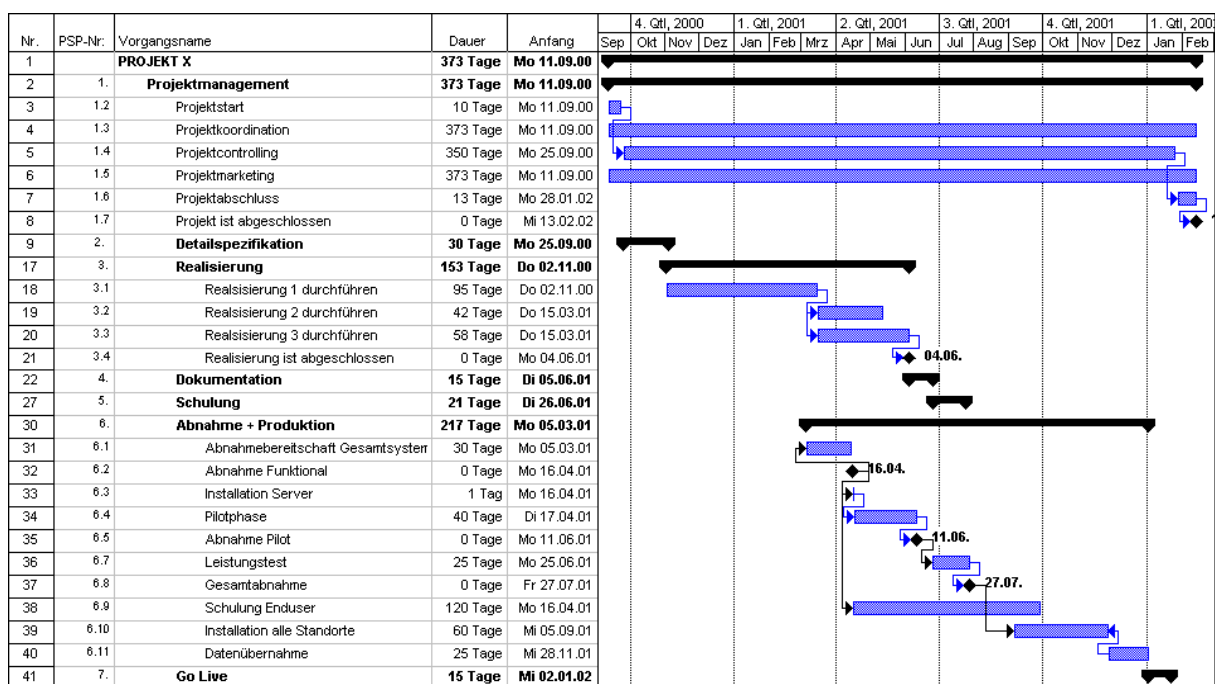 4. Qtl, 2000 1. Qtl, 2001 2. Qtl, 2001 3. Qtl, 2001 4. Qtl, 2001 1. Qtl, 200
Nr. PSP-Nr: Vorgangsname Dauer Anfang Sep Okt Nov Dez Jan Feb Mrz Apr Mai Jun Jul Aug Sep Okt Nov Dez Jan Feb
1 PROJEKT X 373 Tage Mo 11.09.00
2 1. Projektmanagement 373 Tage Mo 11.09.00
3 1.2 Projektstart 10 Tage Mo 11.09.00
4 1.3 Projektkoordination 373 Tage Mo 11.09.00
5 1.4 Projektcontrolling 350 Tage Mo 25.09.00
6 1.5 Projektmarketing 373 Tage Mo 11.09.00
7 1.6 Projektabschluss 13 Tage Mo 28.01.02
8 1.7 Projekt ist abgeschlossen 0 Tage Mi 13.02.02
9 2. Detailspezifikation 30 Tage Mo 25.09.00
17 3. Realisierung 153 Tage Do 02.11.00
18 3.1 Realsisierung 1 durchführen 95 Tage Do 02.11.00
19 3.2 Realsisierung 2 durchführen 42 Tage Do 15.03.01
20 3.3 Realsisierung 3 durchführen 58 Tage Do 15.03.01
21 3.4 Realisierung ist abgeschlossen 0 Tage Mo 04.06.01 04.06.
22 4. Dokumentation 15 Tage Di 05.06.01
27 5. Schulung 21 Tage Di 26.06.01
30 6. Abnahme + Produktion 217 Tage Mo 05.03.01
31 6.1 Abnahmebereitschaft Gesamtsystem 30 Tage Mo 05.03.01
32 6.2 Abnahme Funktional 0 Tage Mo 16.04.01 16.04.
33 6.3 Installation Server 1 Tag Mo 16.04.01
34 6.4 Pilotphase 40 Tage Di 17.04.01
35 6.5 Abnahme Pilot 0 Tage Mo 11.06.01 11.06.
36 6.7 Leistungstest 25 Tage Mo 25.06.01
37 6.8 Gesamtabnahme 0 Tage Fr 27.07.01 27.07.
38 6.9 Schulung Enduser 120 Tage Mo 16.04.01
39 6.10 Installation alle Standorte 60 Tage Mi 05.09.01
40 6.11 Datenübernahme 25 Tage Mi 28.11.01
41 7. Go Live 15 Tage Mi 02.01.02